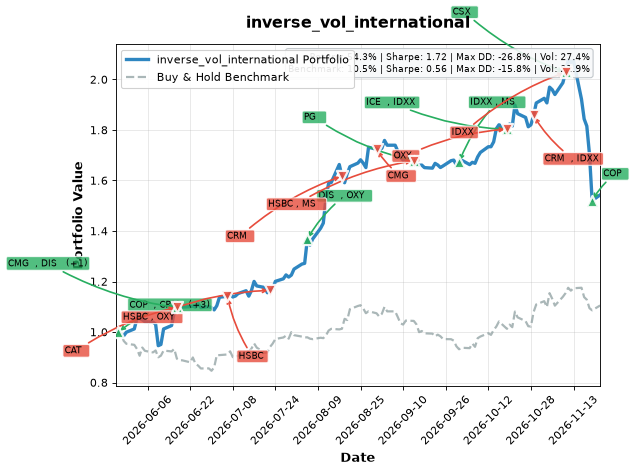 CSX
inverse_vol_international
inverse_vol_international Portfolio
Buy & Hold Benchmark
4.3% | Sharpe: 1.72 | Max DD: -26.8% | Vol: 27.4%
10.5% | Sharpe: 0.56 | Max DD: -15.8% | Vol:
ICE , IDXX
IDXX , MS
PG
IDXX
OXY
CRM , IDXX
CMG
COP
DIS , OXY
HSBC , MS
CRM
CMG , DIS (+1)
HSBC , OXY
CAT
HSBC
2.0
1.8
1.6
1.4
1.2
1.0
0.8
Portfolio Value
2026-06-06
2026-06-22
2026-07-08
2026-07-24
2026-08-09
2026-08-25
2026-09-10
2026-09-26
2026-10-12
2026-10-28
2026-11-13
Date